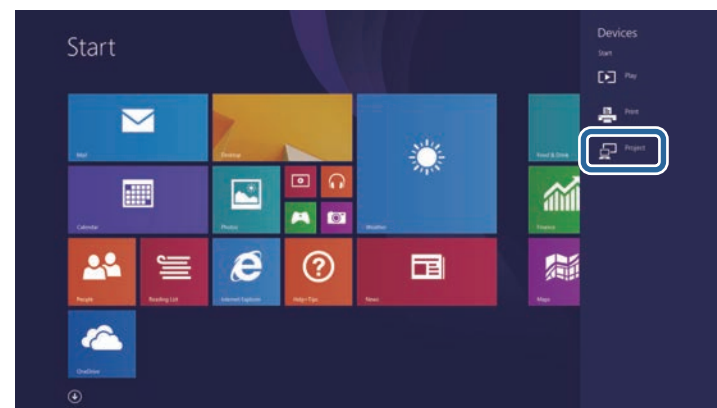 Start
Devices
Start
Play
Print
Project
Mail
Desktop
Food & Drink
Calendar
Photos
Weather
Finance
People
Reading List
Internet Explorer
Help+Tips
News
Maps
OneDrive